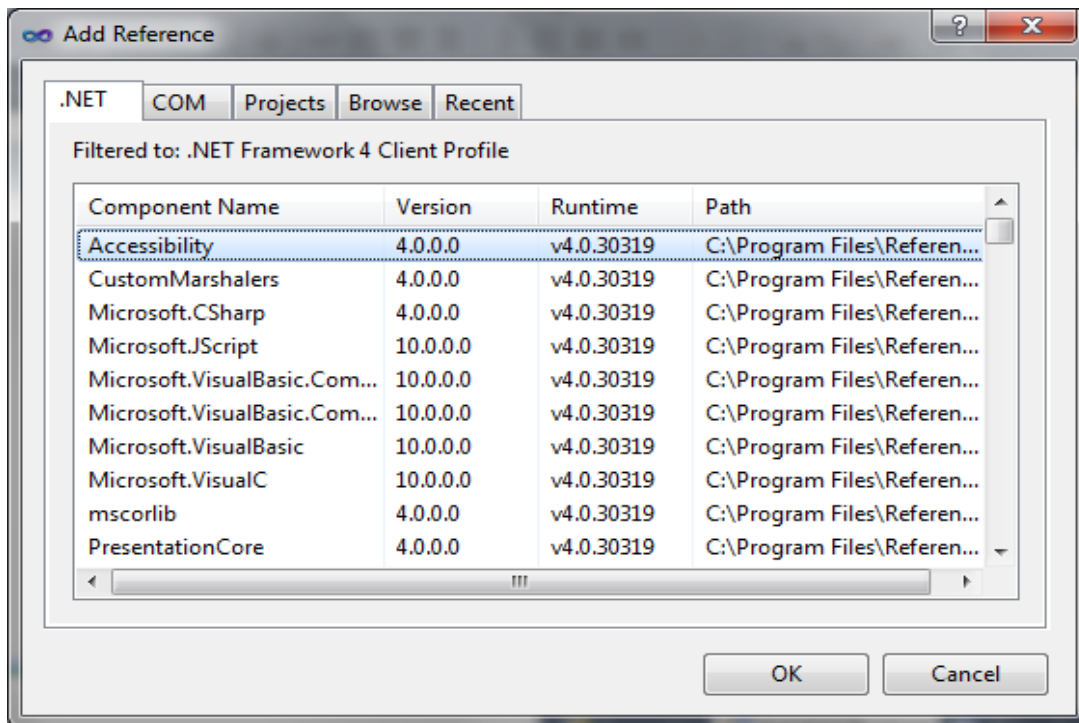 Add Reference
.NET COM Projects Browse Recent
Filtered to: .NET Framework 4 Client Profile
Component Name Version Runtime Path
Accessibility 4.0.0.0 v4.0.30319 C:\Program Files\Referen...
CustomMarshalers 4.0.0.0 v4.0.30319 C:\Program Files\Referen...
Microsoft.CSharp 4.0.0.0 v4.0.30319 C:\Program Files\Referen...
Microsoft.JScript 10.0.0.0 v4.0.30319 C:\Program Files\Referen...
Microsoft.VisualBasic.Com... 10.0.0.0 v4.0.30319 C:\Program Files\Referen...
Microsoft.VisualBasic.Com... 10.0.0.0 v4.0.30319 C:\Program Files\Referen...
Microsoft.VisualBasic 10.0.0.0 v4.0.30319 C:\Program Files\Referen...
Microsoft.VisualC 10.0.0.0 v4.0.30319 C:\Program Files\Referen...
mscorlib 4.0.0.0 v4.0.30319 C:\Program Files\Referen...
PresentationCore 4.0.0.0 v4.0.30319 C:\Program Files\Referen...
OK Cancel